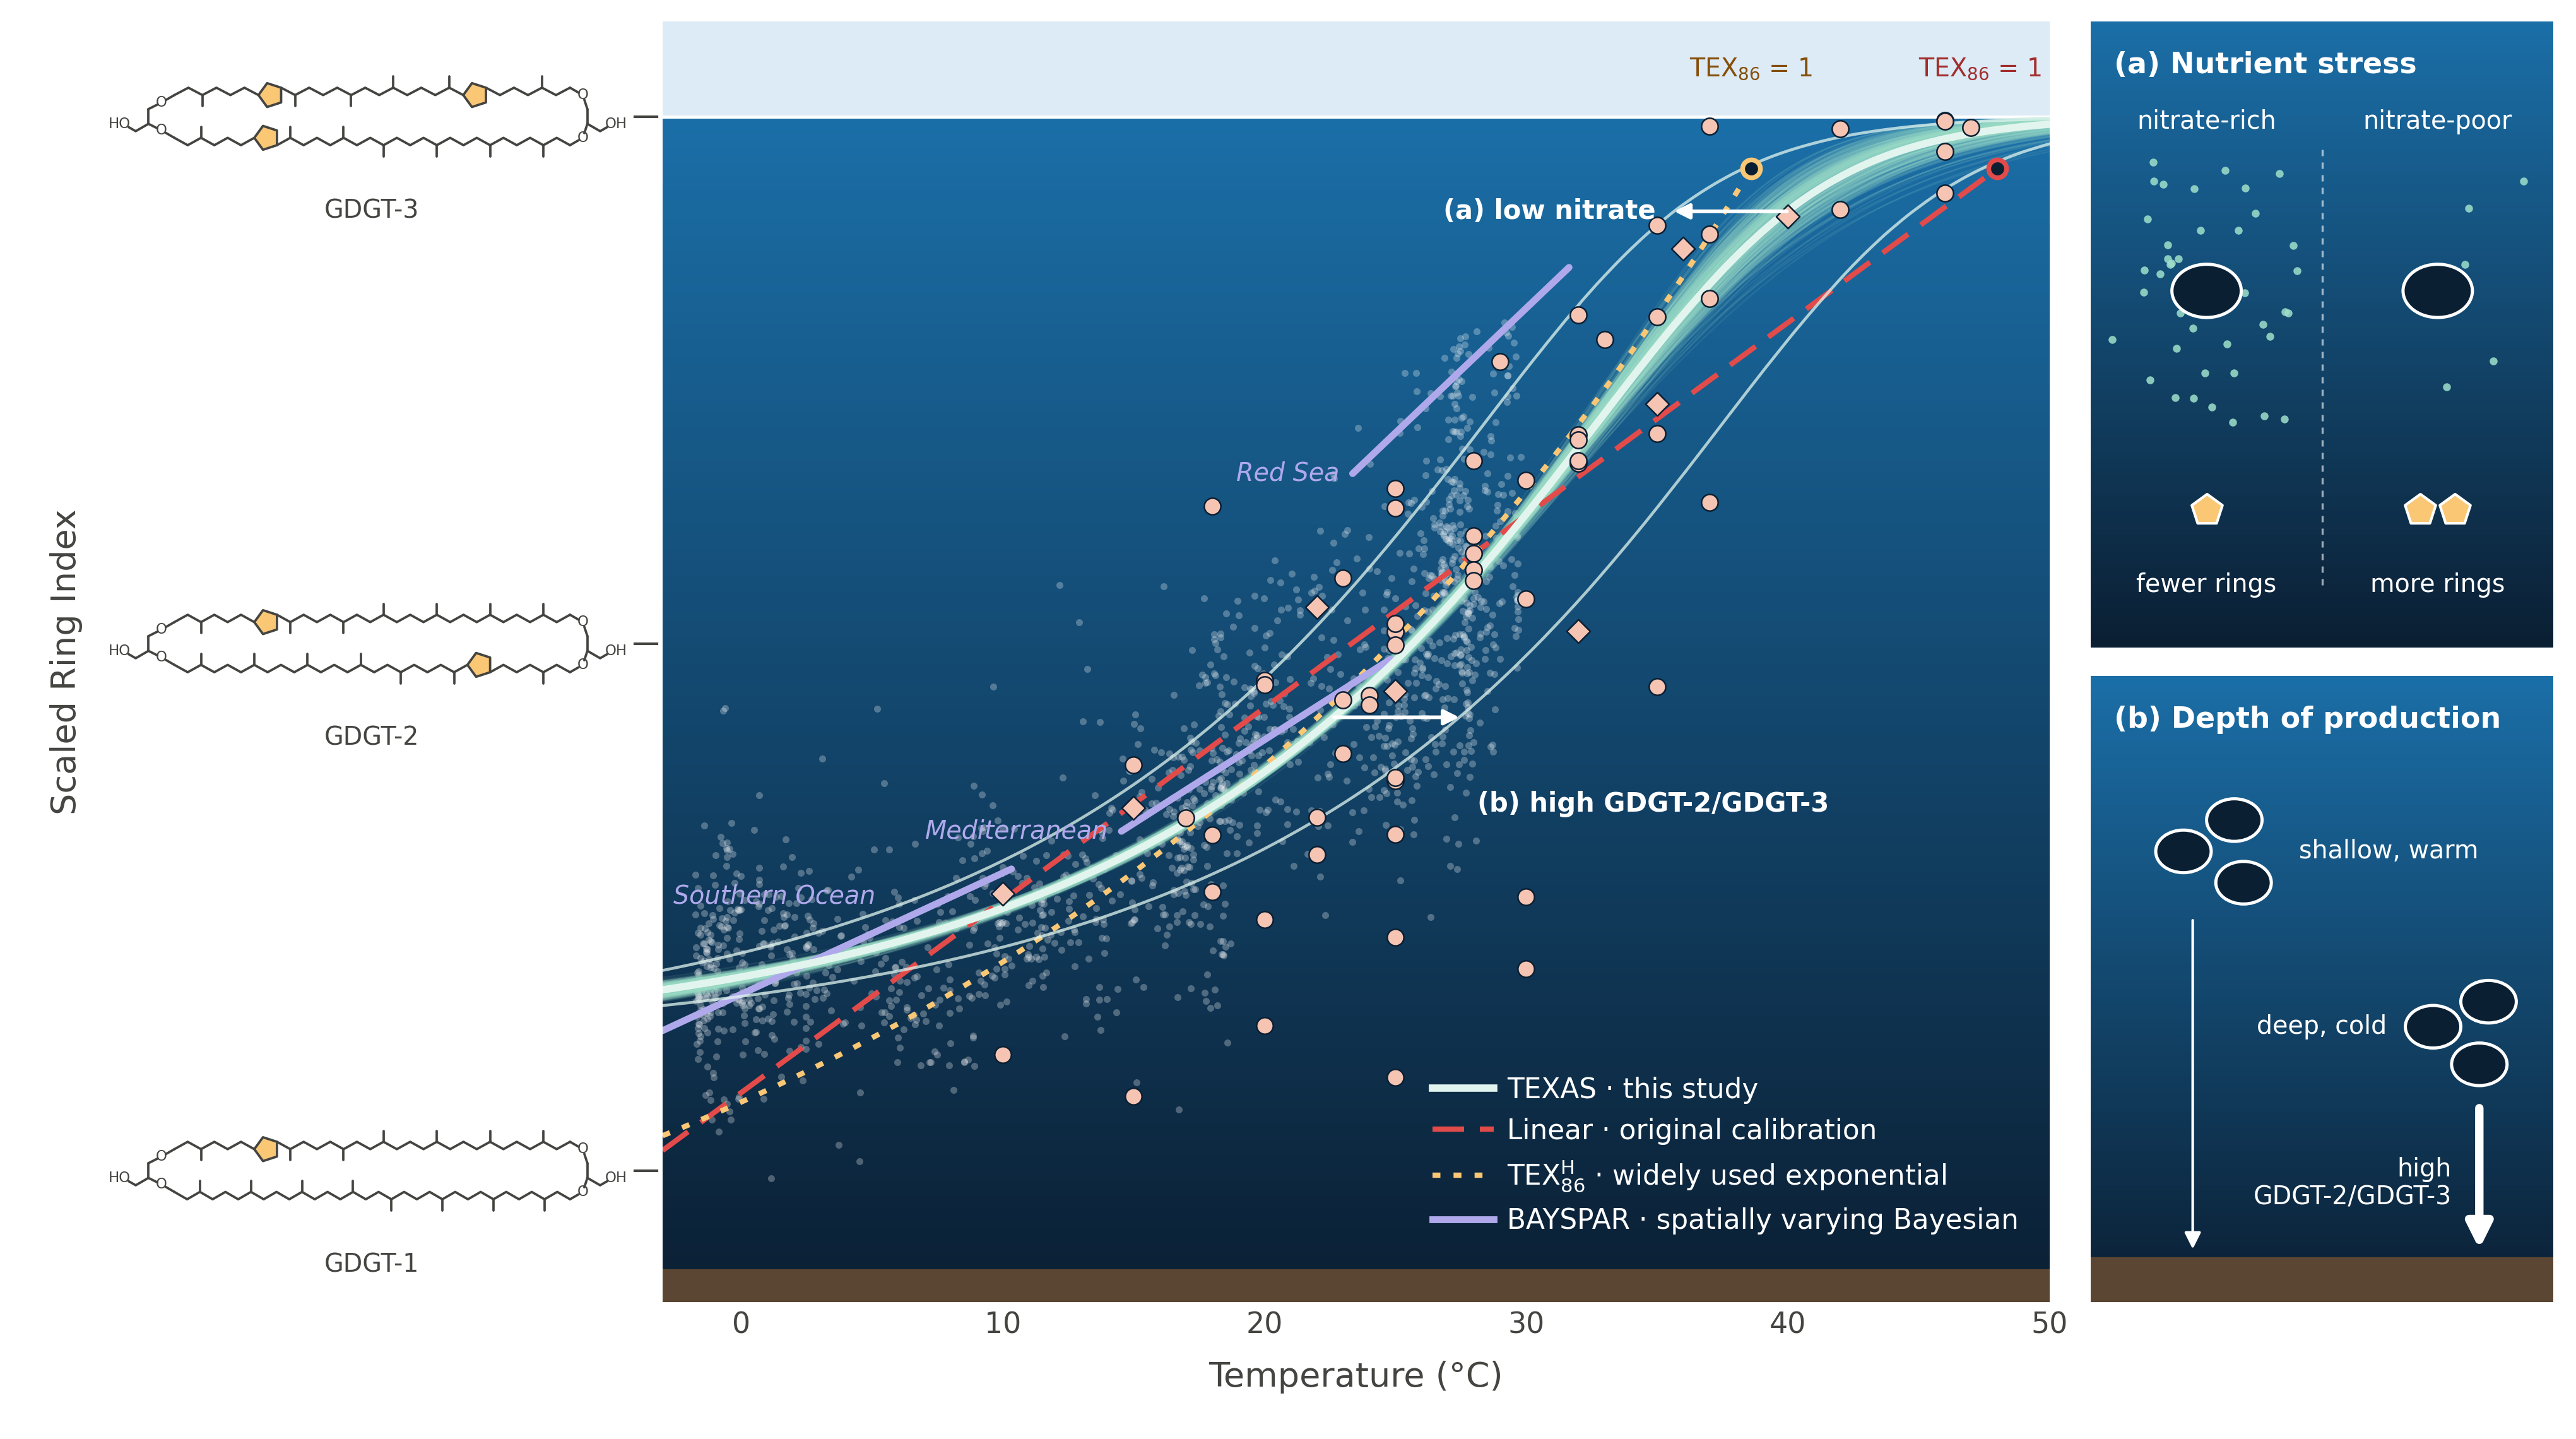 Scaled Ring Index
HO
O
O
O
O
OH
GDGT-3
HO
O
O
O
O
OH
GDGT-2
HO
O
O
O
O
OH
GDGT-1
TEX86 = 1
TEX86 = 1
(a) low nitrate
Red Sea
Mediterranean
(b) high GDGT-2/GDGT-3
Southern Ocean
TEXAS · this study
Linear · original calibration
TEX86H · widely used exponential
BAYSPAR · spatially varying Bayesian
0
10
20
30
40
50
Temperature (°C)
(a) Nutrient stress
nitrate-rich
nitrate-poor
fewer rings
more rings
(b) Depth of production
shallow, warm
deep, cold
high
GDGT-2/GDGT-3